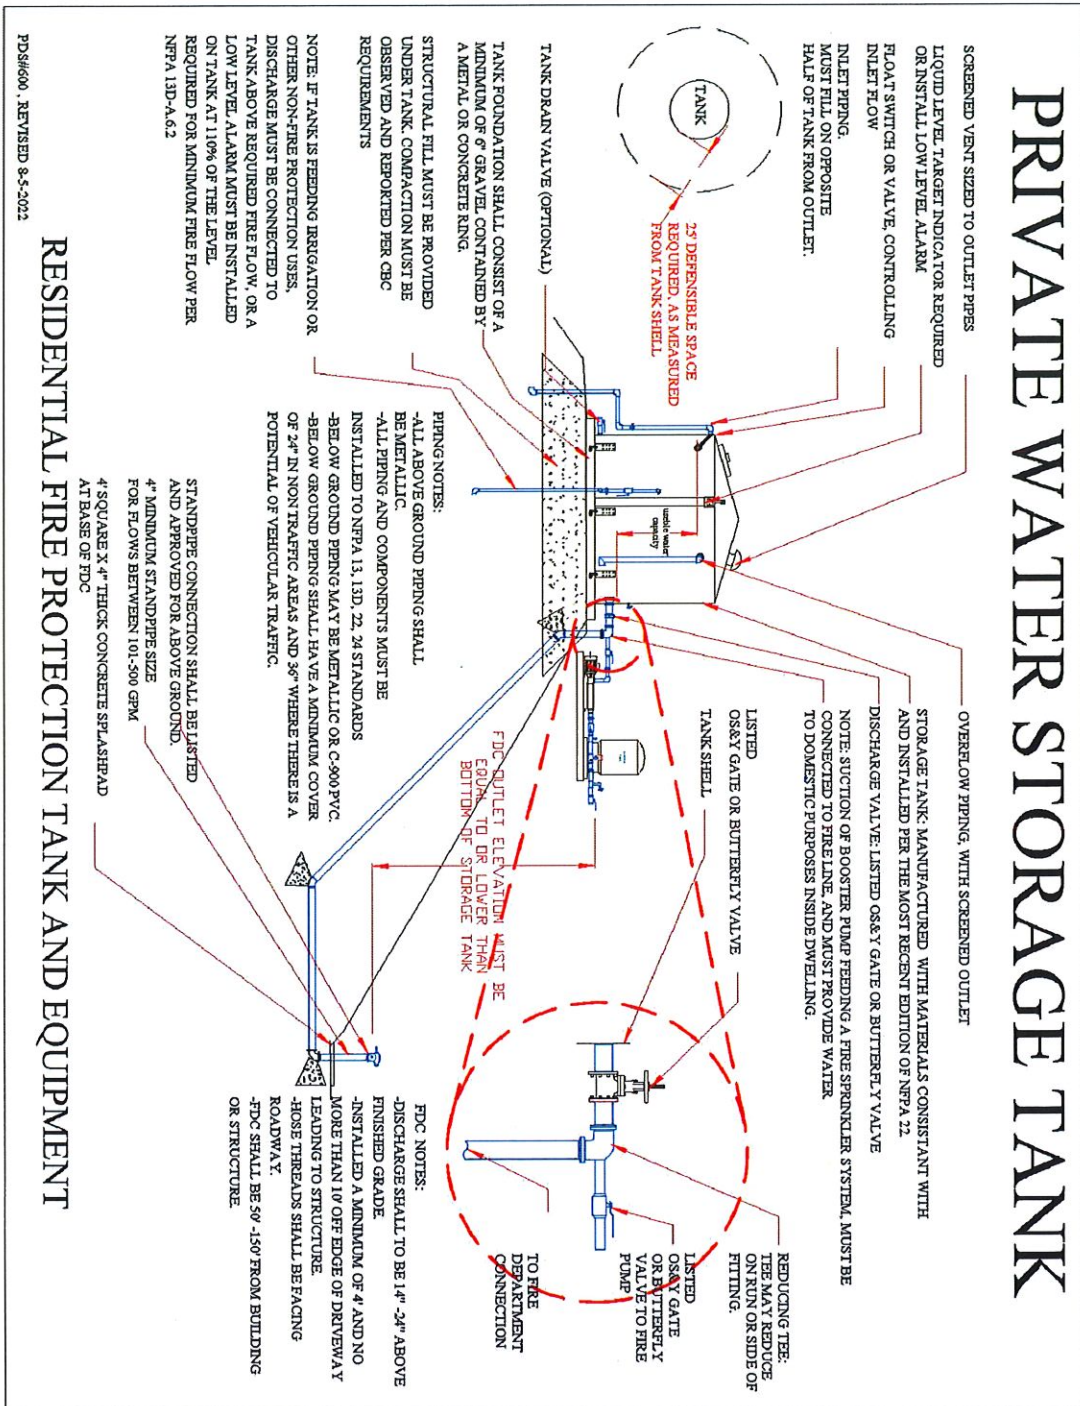 PRIVATE WATER STORAGE TANK
SCREENED VENT SIZED TO OUTLET PIPES
LIQUID LEVEL TARGET INDICATOR REQUIRED
OR INSTALL LOW LEVEL ALARM
FLOAT SWITCH OR VALVE, CONTROLLING
INLET FLOW
INLET PIPING.
MUST FILL ON OPPOSITE
HALF OF TANK FROM OUTLET.
TANK
25' DEFENSIBLE SPACE
REQUIRED, AS MEASURED
FROM TANK SHELL
TANK DRAIN VALVE (OPTIONAL)
TANK FOUNDATION SHALL CONSIST OF A
MINIMUM OF 6" GRAVEL CONTAINED BY
A METAL OR CONCRETE RING.
STRUCTURAL FILL MUST BE PROVIDED
UNDER TANK. COMPACTION MUST BE
OBSERVED AND REPORTED PER CBC
REQUIREMENTS
NOTE: IF TANK IS FEEDING IRRIGATION OR
OTHER NON-FIRE PROTECTION USES,
DISCHARGE MUST BE CONNECTED TO
TANK ABOVE REQUIRED FIRE FLOW, OR A
LOW LEVEL ALARM MUST BE INSTALLED
ON TANK AT 110% OF THE LEVEL
REQUIRED FOR MINIMUM FIRE FLOW PER
NFPA 13D-A.6.2
useble water
capacity
OVERFLOW PIPING, WITH SCREENED OUTLET
STORAGE TANK: MANUFACTURED WITH MATERIALS CONSISTANT WITH
AND INSTALLED PER THE MOST RECENT EDITION OF NFPA 22
DISCHARGE VALVE: LISTED OS&Y GATE OR BUTTERFLY VALVE
NOTE: SUCTION OF BOOSTER PUMP FEEDING A FIRE SPRINKLER SYSTEM, MUST BE
CONNECTED TO FIRE LINE, AND MUST PROVIDE WATER
TO DOMESTIC PURPOSES INSIDE DWELLING.
LISTED
OS&Y GATE OR BUTTERFLY VALVE
TANK SHELL
REDUCING TEE:
TEE MAY REDUCE
ON RUN OR SIDE OF
FITTING.
LISTED
OS&Y GATE
OR BUTTERFLY
VALVE TO FIRE
PUMP
TO FIRE
DEPARTMENT
CONNECTION
FDC OUTLET ELEVATION MUST BE
EQUAL TO OR LOWER THAN
BOTTOM OF STORAGE TANK
PIPING NOTES:
-ALL ABOVE GROUND PIPING SHALL
BE METALLIC.
-ALL PIPING AND COMPONENTS MUST BE
INSTALLED TO NFPA 13, 13D, 22, 24 STANDARDS
-BELOW GROUND PIPING MAY BE METALLIC OR C-900 PVC.
-BELOW GROUND PIPING SHALL HAVE A MINIMUM COVER
OF 24" IN NON TRAFFIC AREAS AND 36" WHERE THERE IS A
POTENTIAL OF VEHICULAR TRAFFIC.
STANDPIPE CONNECTION SHALL BE LISTED
AND APPROVED FOR ABOVE GROUND.
4" MINIMUM STANDPIPE SIZE
FOR FLOWS BETWEEN 101-500 GPM
4' SQUARE X 4" THICK CONCRETE SPLASHPAD
AT BASE OF FDC
FDC NOTES:
-DISCHARGE SHALL TO BE 14" -24" ABOVE
FINISHED GRADE.
-INSTALLED A MINIMUM OF 4' AND NO
MORE THAN 10' OFF EDGE OF DRIVEWAY
LEADING TO STRUCTURE.
-HOSE THREADS SHALL BE FACING
ROADWAY.
-FDC SHALL BE 50' -150' FROM BUILDING
OR STRUCTURE.
RESIDENTIAL FIRE PROTECTION TANK AND EQUIPMENT
PDS#600 , REVISED 8-5-2022